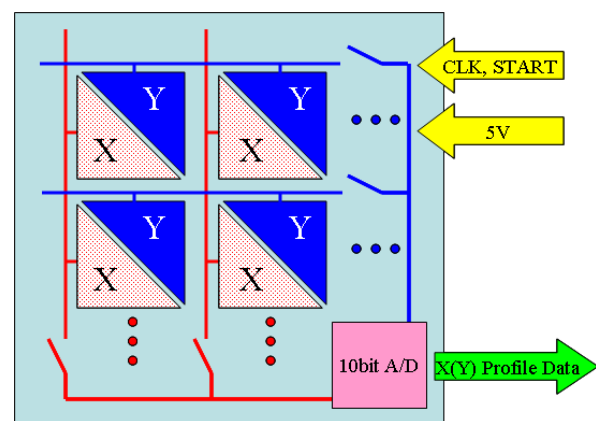 CLK, START
Y
Y
X
X
5V
Y
Y
X
X
10bit A/D
X(Y) Profile Data